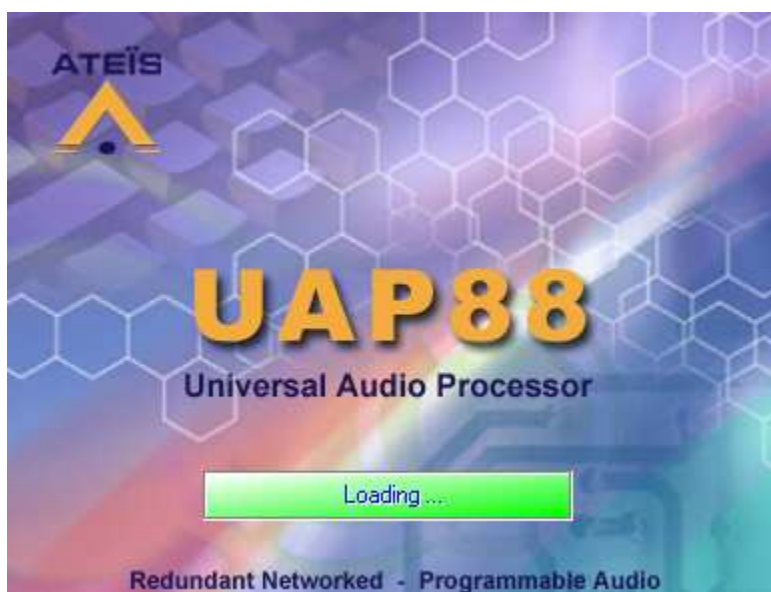 ATEÏS
UAP88
Universal Audio Processor
Loading ...
Redundant Networked - Programmable Audio